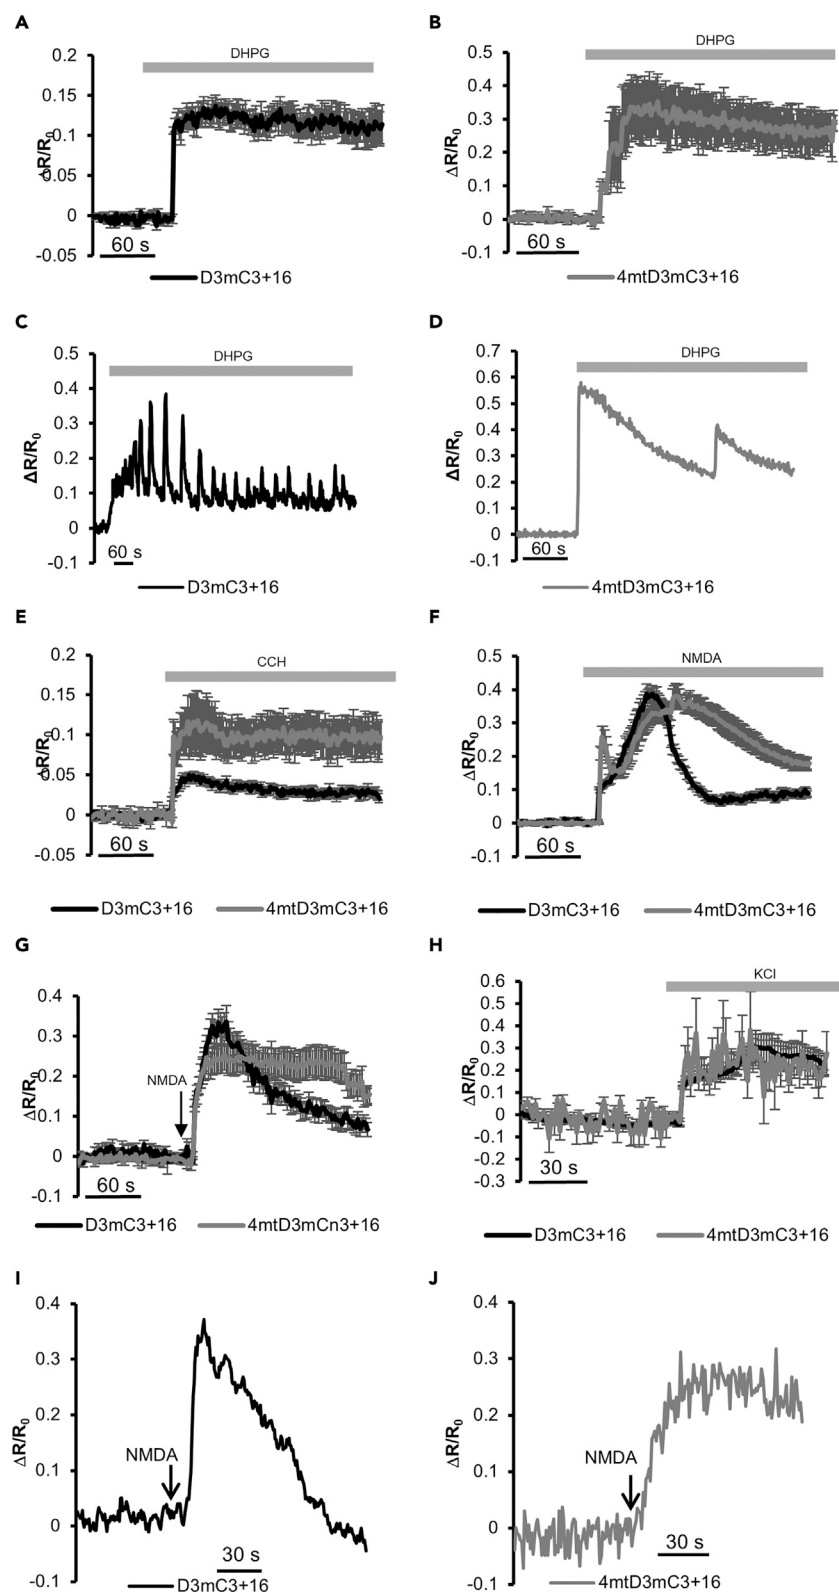 A
0.2
0.15
0.1
0.05
0
-0.05
ΔR/R0
DHPG
60 s
D3mC3+16
B
0.5
0.4
0.3
0.2
0.1
0
-0.1
ΔR/R0
DHPG
60 s
4mtD3mC3+16
C
0.5
0.4
0.3
0.2
0.1
0
-0.1
ΔR/R0
DHPG
60 s
D3mC3+16
D
0.7
0.6
0.5
0.4
0.3
0.2
0.1
0
-0.1
ΔR/R0
DHPG
60 s
4mtD3mC3+16
E
0.2
0.15
0.1
0.05
0
-0.05
ΔR/R0
CCH
60 s
D3mC3+16 4mtD3mC3+16
F
0.5
0.4
0.3
0.2
0.1
0
-0.1
ΔR/R0
NMDA
60 s
D3mC3+16 4mtD3mC3+16
G
0.4
0.3
0.2
0.1
0
-0.1
ΔR/R0
NMDA
60 s
D3mC3+16 4mtD3mCn3+16
H
0.6
0.5
0.4
0.3
0.2
0.1
0
-0.1
-0.2
-0.3
ΔR/R0
KCl
30 s
D3mC3+16 4mtD3mC3+16
I
0.4
0.3
0.2
0.1
0
-0.1
ΔR/R0
NMDA
30 s
D3mC3+16
J
0.4
0.3
0.2
0.1
0
-0.1
ΔR/R0
NMDA
30 s
4mtD3mC3+16